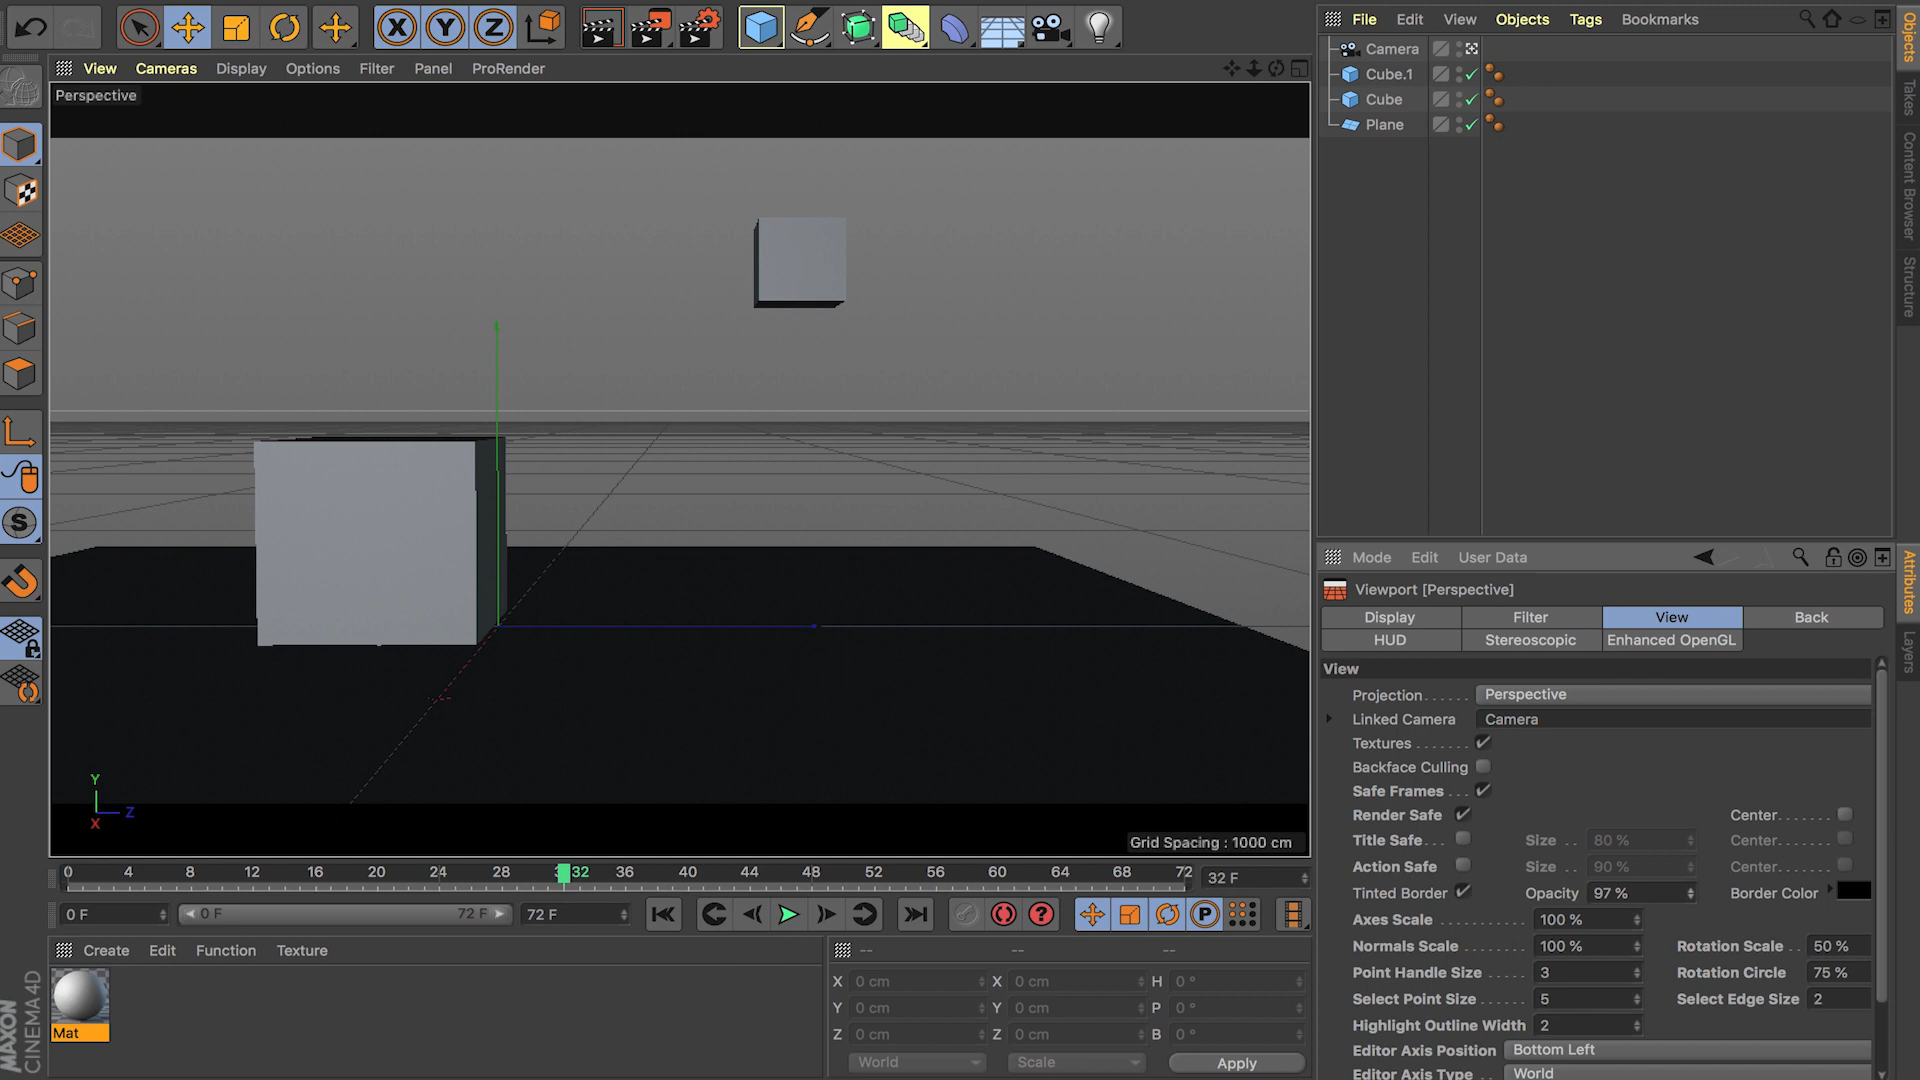 File Edit View Objects Tags Bookmarks
X Y Z
View Cameras Display Options Filter Panel ProRender
Perspective
Camera
Cube.1
Cube
Plane
Objects
Takes
Content Browser
Structure
S
Mode Edit User Data
Viewport [Perspective]
Display Filter View Back
HUD Stereoscopic Enhanced OpenGL
Attributes
Layers
View
Projection Perspective
Linked Camera Camera
Textures
Backface Culling
Safe Frames
Render Safe Center
Title Safe Size 80 % Center
Action Safe Size 90 % Center
Tinted Border Opacity 97 % Border Color
Axes Scale 100 %
Normals Scale 100 % Rotation Scale 50 %
Point Handle Size 3 Rotation Circle 75 %
Select Point Size 5 Select Edge Size 2
Highlight Outline Width 2
Editor Axis Position Bottom Left
Editor Axis Type World
Y
Z
X
Grid Spacing : 1000 cm
0 4 8 12 16 20 24 28 32 36 40 44 48 52 56 60 64 68 72 32 F
0 F 0 F 72 F 72 F
P
Create Edit Function Texture
-- -- --
Mat
X 0 cm X 0 cm H 0 °
Y 0 cm Y 0 cm P 0 °
Z 0 cm Z 0 cm B 0 °
World Scale Apply
MAXON
CINEMA 4D